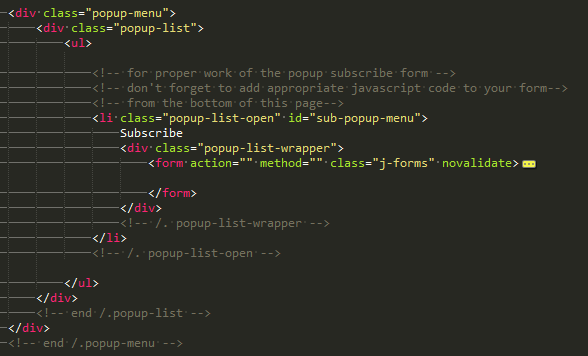 <div class="popup-menu">
<div class="popup-list">
<ul>
<!-- for proper work of the popup subscribe form -->
<!-- don't forget to add appropriate javascript code to your form-->
<!-- from the bottom of this page-->
<li class="popup-list-open" id="sub-popup-menu">
Subscribe
<div class="popup-list-wrapper">
<form action="" method="" class="j-forms" novalidate>
</form>
</div>
<!-- /. popup-list-wrapper -->
</li>
<!-- /. popup-list-open -->
</ul>
</div>
<!-- end /.popup-list -->
</div>
<!-- end /.popup-menu -->